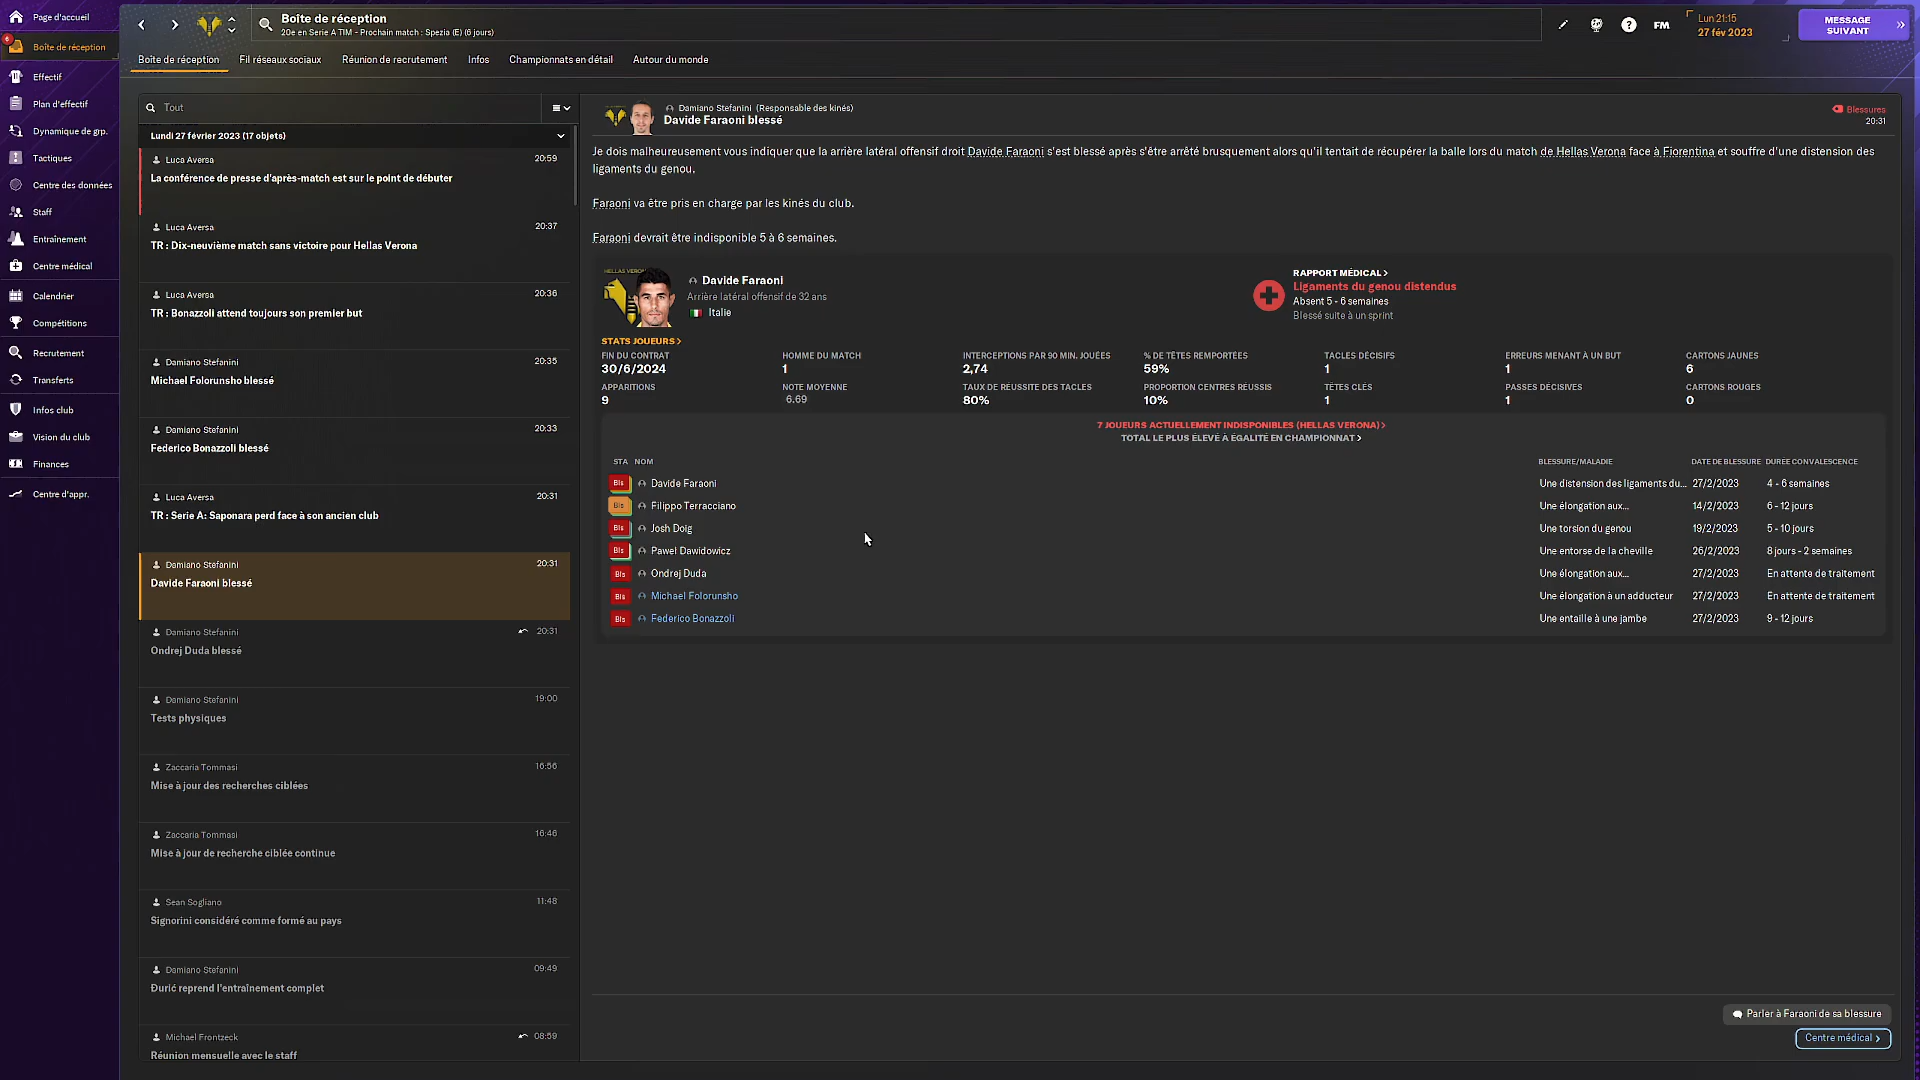 Page d'accueil
Boîte de réception
6
Effectif
Plan d'effectif
Dynamique de grp.
Tactiques
Centre des données
Staff
Entraînement
Centre médical
Calendrier
Compétitions
Recrutement
Transferts
Infos club
Vision du club
Finances
Centre d'appr.
Boîte de réception
20e en Serie A TIM - Prochain match : Spezia (E) (6 jours)
FM
Lun 21:15
27 fév 2023
MESSAGE
SUIVANT
Boîte de réception
Fil réseaux sociaux
Réunion de recrutement
Infos
Championnats en détail
Autour du monde
Tout
Lundi 27 février 2023 (17 objets)
Luca Aversa 20:59
La conférence de presse d'après-match est sur le point de débuter
Luca Aversa 20:37
TR : Dix-neuvième match sans victoire pour Hellas Verona
Luca Aversa 20:36
TR : Bonazzoli attend toujours son premier but
Damiano Stefanini 20:35
Michael Folorunsho blessé
Damiano Stefanini 20:33
Federico Bonazzoli blessé
Luca Aversa 20:31
TR : Serie A: Saponara perd face à son ancien club
Damiano Stefanini 20:31
Davide Faraoni blessé
Damiano Stefanini 20:31
Ondrej Duda blessé
Damiano Stefanini 19:00
Tests physiques
Zaccaria Tommasi 16:56
Mise à jour des recherches ciblées
Zaccaria Tommasi 16:46
Mise à jour de recherche ciblée continue
Sean Sogliano 11:48
Signorini considéré comme formé au pays
Damiano Stefanini 09:49
Đurić reprend l'entraînement complet
Michael Frontzeck 08:59
Réunion mensuelle avec le staff
Damiano Stefanini (Responsable des kinés)
Davide Faraoni blessé
Blessures
20:31
Je dois malheureusement vous indiquer que la arrière latéral offensif droit Davide Faraoni s'est blessé après s'être arrêté brusquement alors qu'il tentait de récupérer la balle lors du match de Hellas Verona face à Fiorentina et souffre d'une distension des
ligaments du genou.
Faraoni va être pris en charge par les kinés du club.
Faraoni devrait être indisponible 5 à 6 semaines.
HELLAS VERONA
Davide Faraoni
Arrière latéral offensif de 32 ans
Italie
RAPPORT MÉDICAL >
Ligaments du genou distendus
Absent 5 - 6 semaines
Blessé suite à un sprint
STATS JOUEURS >
FIN DU CONTRAT HOMME DU MATCH INTERCEPTIONS PAR 90 MIN. JOUÉES % DE TÊTES REMPORTÉES TACLES DÉCISIFS ERREURS MENANT À UN BUT CARTONS JAUNES
30/6/2024 1 2,74 59% 1 1 6
APPARITIONS NOTE MOYENNE TAUX DE RÉUSSITE DES TACLES PROPORTION CENTRES RÉUSSIS TÊTES CLÉS PASSES DÉCISIVES CARTONS ROUGES
9 6.69 80% 10% 1 1 0
7 JOUEURS ACTUELLEMENT INDISPONIBLES (HELLAS VERONA) >
TOTAL LE PLUS ÉLEVÉ À ÉGALITÉ EN CHAMPIONNAT >
STA NOM BLESSURE/MALADIE DATE DE BLESSURE DURÉE CONVALESCENCE
Bls Davide Faraoni Une distension des ligaments du... 27/2/2023 4 - 6 semaines
Bls Filippo Terracciano Une élongation aux... 14/2/2023 6 - 12 jours
Bls Josh Doig Une torsion du genou 19/2/2023 5 - 10 jours
Bls Pawel Dawidowicz Une entorse de la cheville 26/2/2023 8 jours - 2 semaines
Bls Ondrej Duda Une élongation aux... 27/2/2023 En attente de traitement
Bls Michael Folorunsho Une élongation à un adducteur 27/2/2023 En attente de traitement
Bls Federico Bonazzoli Une entaille à une jambe 27/2/2023 9 - 12 jours
Parler à Faraoni de sa blessure
Centre médical >